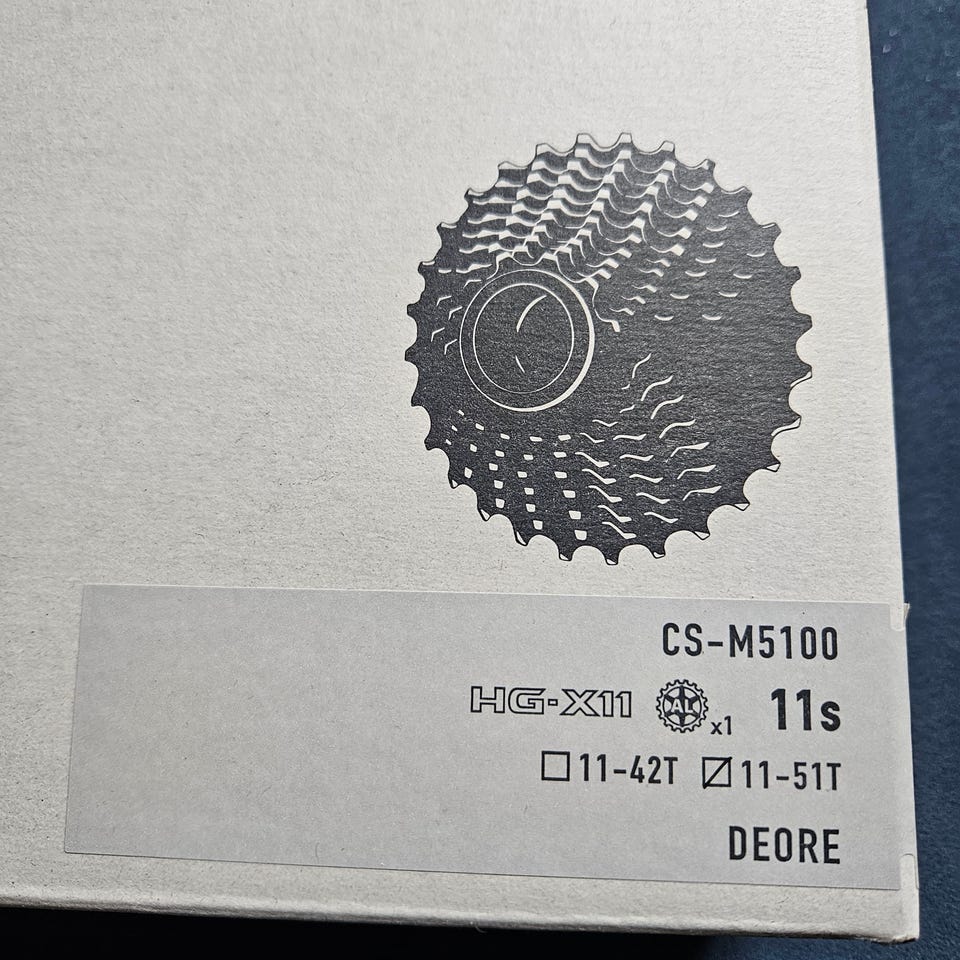 CS-M5100
HG-X11 AL x1 11s
11-42T 11-51T
DEORE